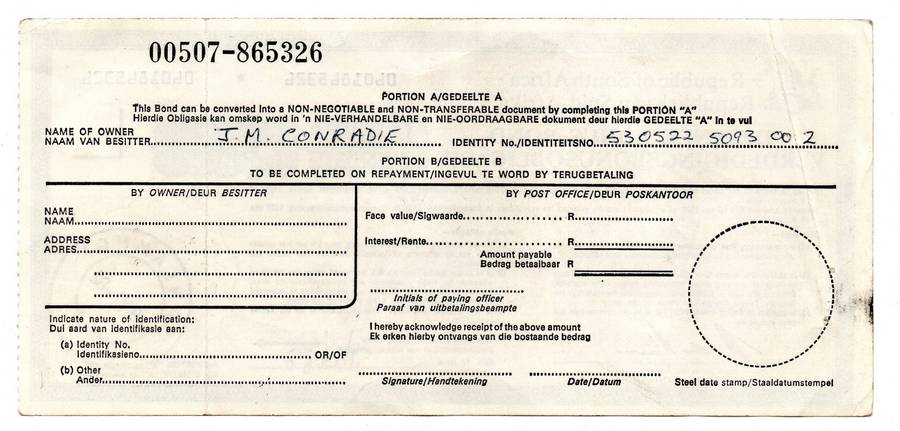 00507-865326
PORTION A/GEDEELTE A
This Bond can be converted into a NON-NEGOTIABLE and NON-TRANSFERABLE document by completing this PORTION "A"
Hierdie Obligasie kan omskep word in 'n NIE-VERHANDELBARE en NIE-OORDRAAGBARE dokument deur hierdie GEDEELTE "A" in te vul
NAME OF OWNER
NAAM VAN BESITTER J.M. CONRADIE IDENTITY No./IDENTITEITSNO. 530522 5093 00 2
PORTION B/GEDEELTE B
TO BE COMPLETED ON REPAYMENT/INGEVUL TE WORD BY TERUGBETALING
BY OWNER/DEUR BESITTER
NAME
NAAM
ADDRESS
ADRES
Indicate nature of identification:
Dui aard van identifikasie aan:
(a) Identity No.
Identifikasieno. OR/OF
(b) Other
Ander
BY POST OFFICE/DEUR POSKANTOOR
Face value/Sigwaarde R
Interest/Rente R
Amount payable
Bedrag betaalbaar R
Initials of paying officer
Paraaf van uitbetalingsbeampte
I hereby acknowledge receipt of the above amount
Ek erken hierby ontvangs van die bostaande bedrag
Signature/Handtekening Date/Datum Steel date stamp/Staaldatumstempel